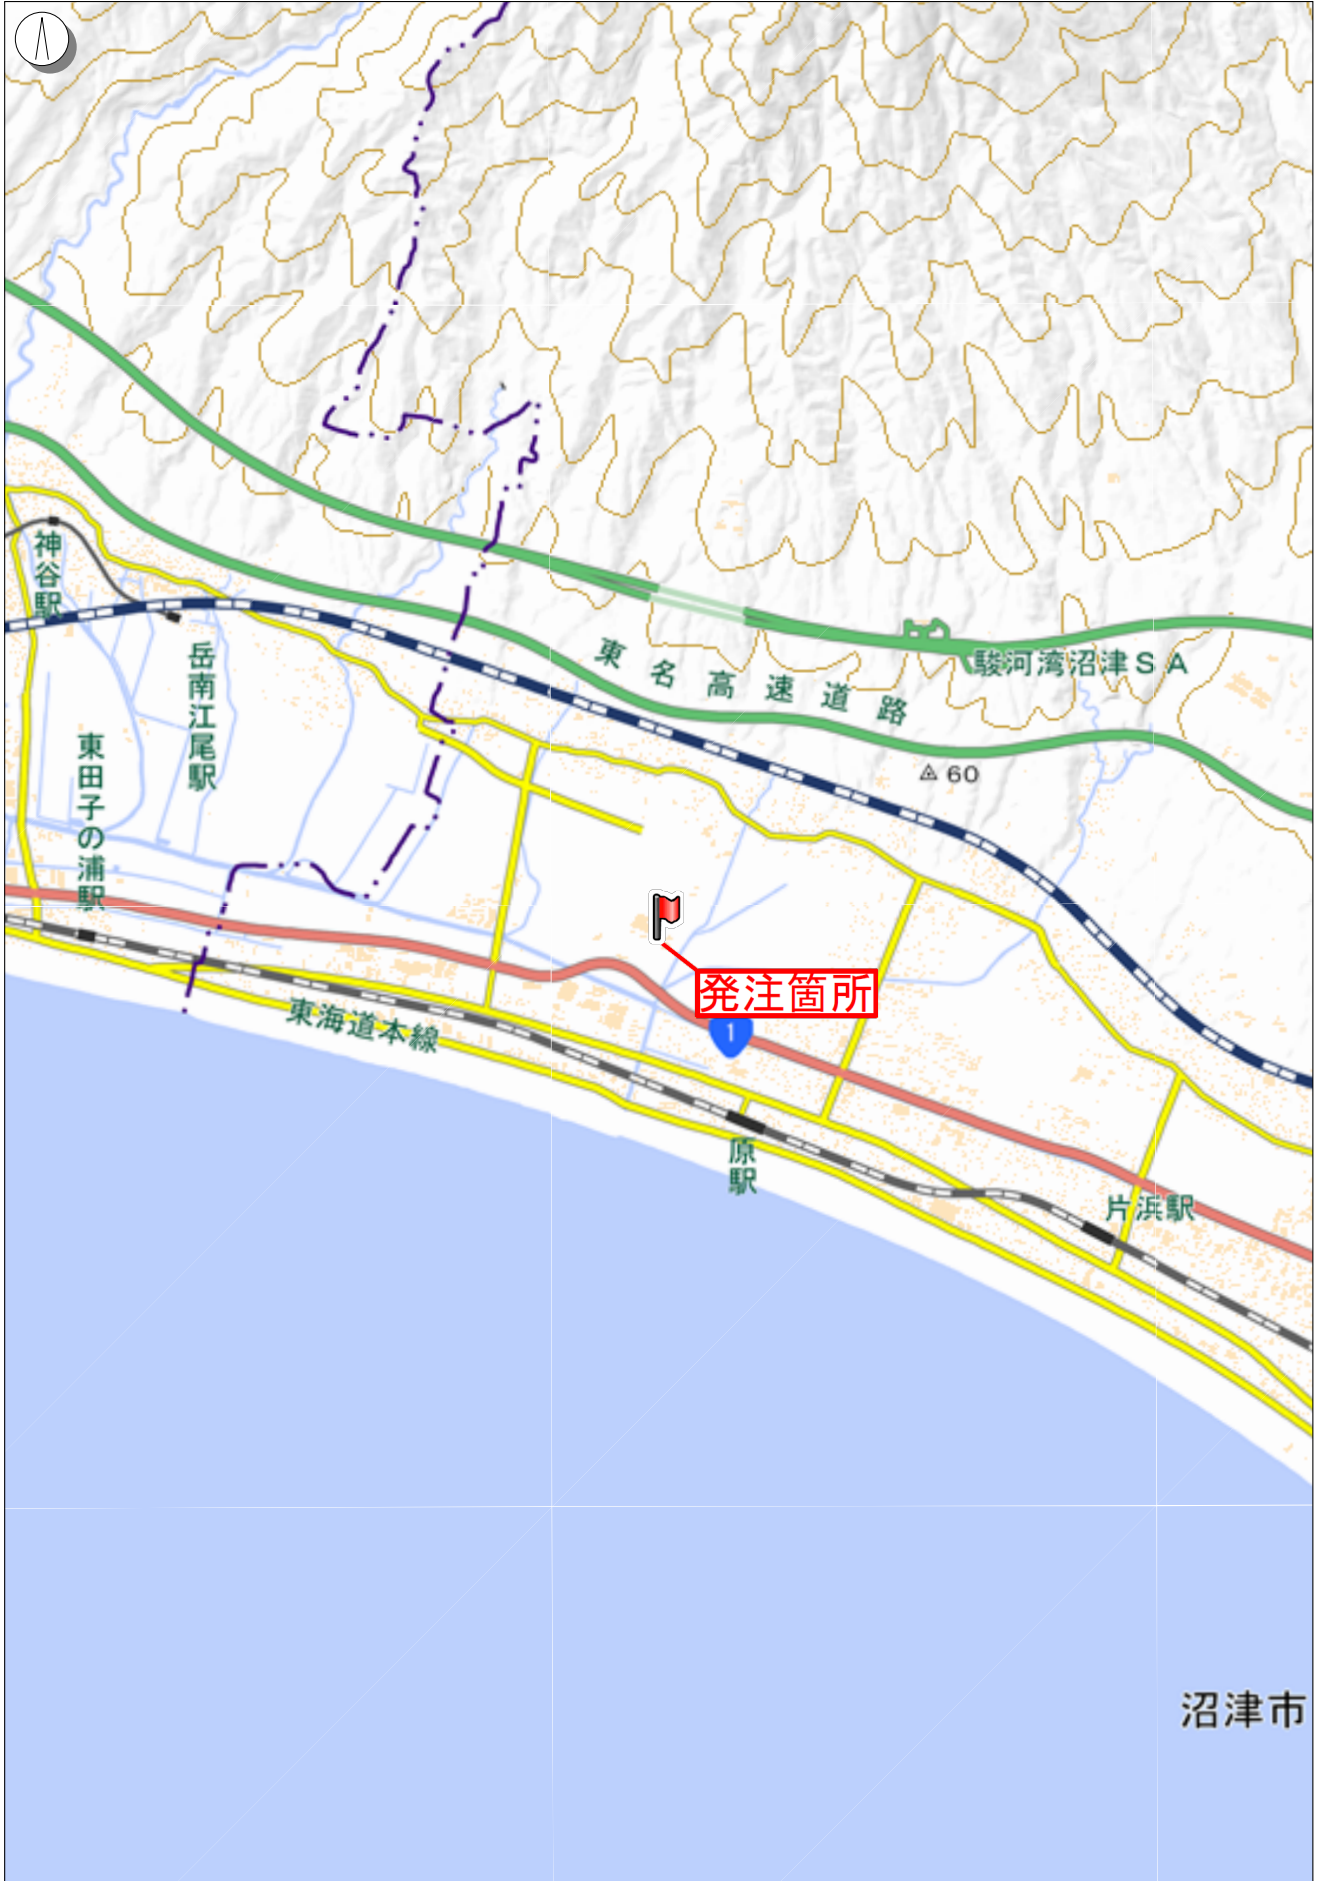 神谷駅
岳南江尾駅
東名高速道路
駿河湾沼津SA
東田子の浦駅
60
発注箇所
1
東海道本線
原駅
片浜駅
沼津市